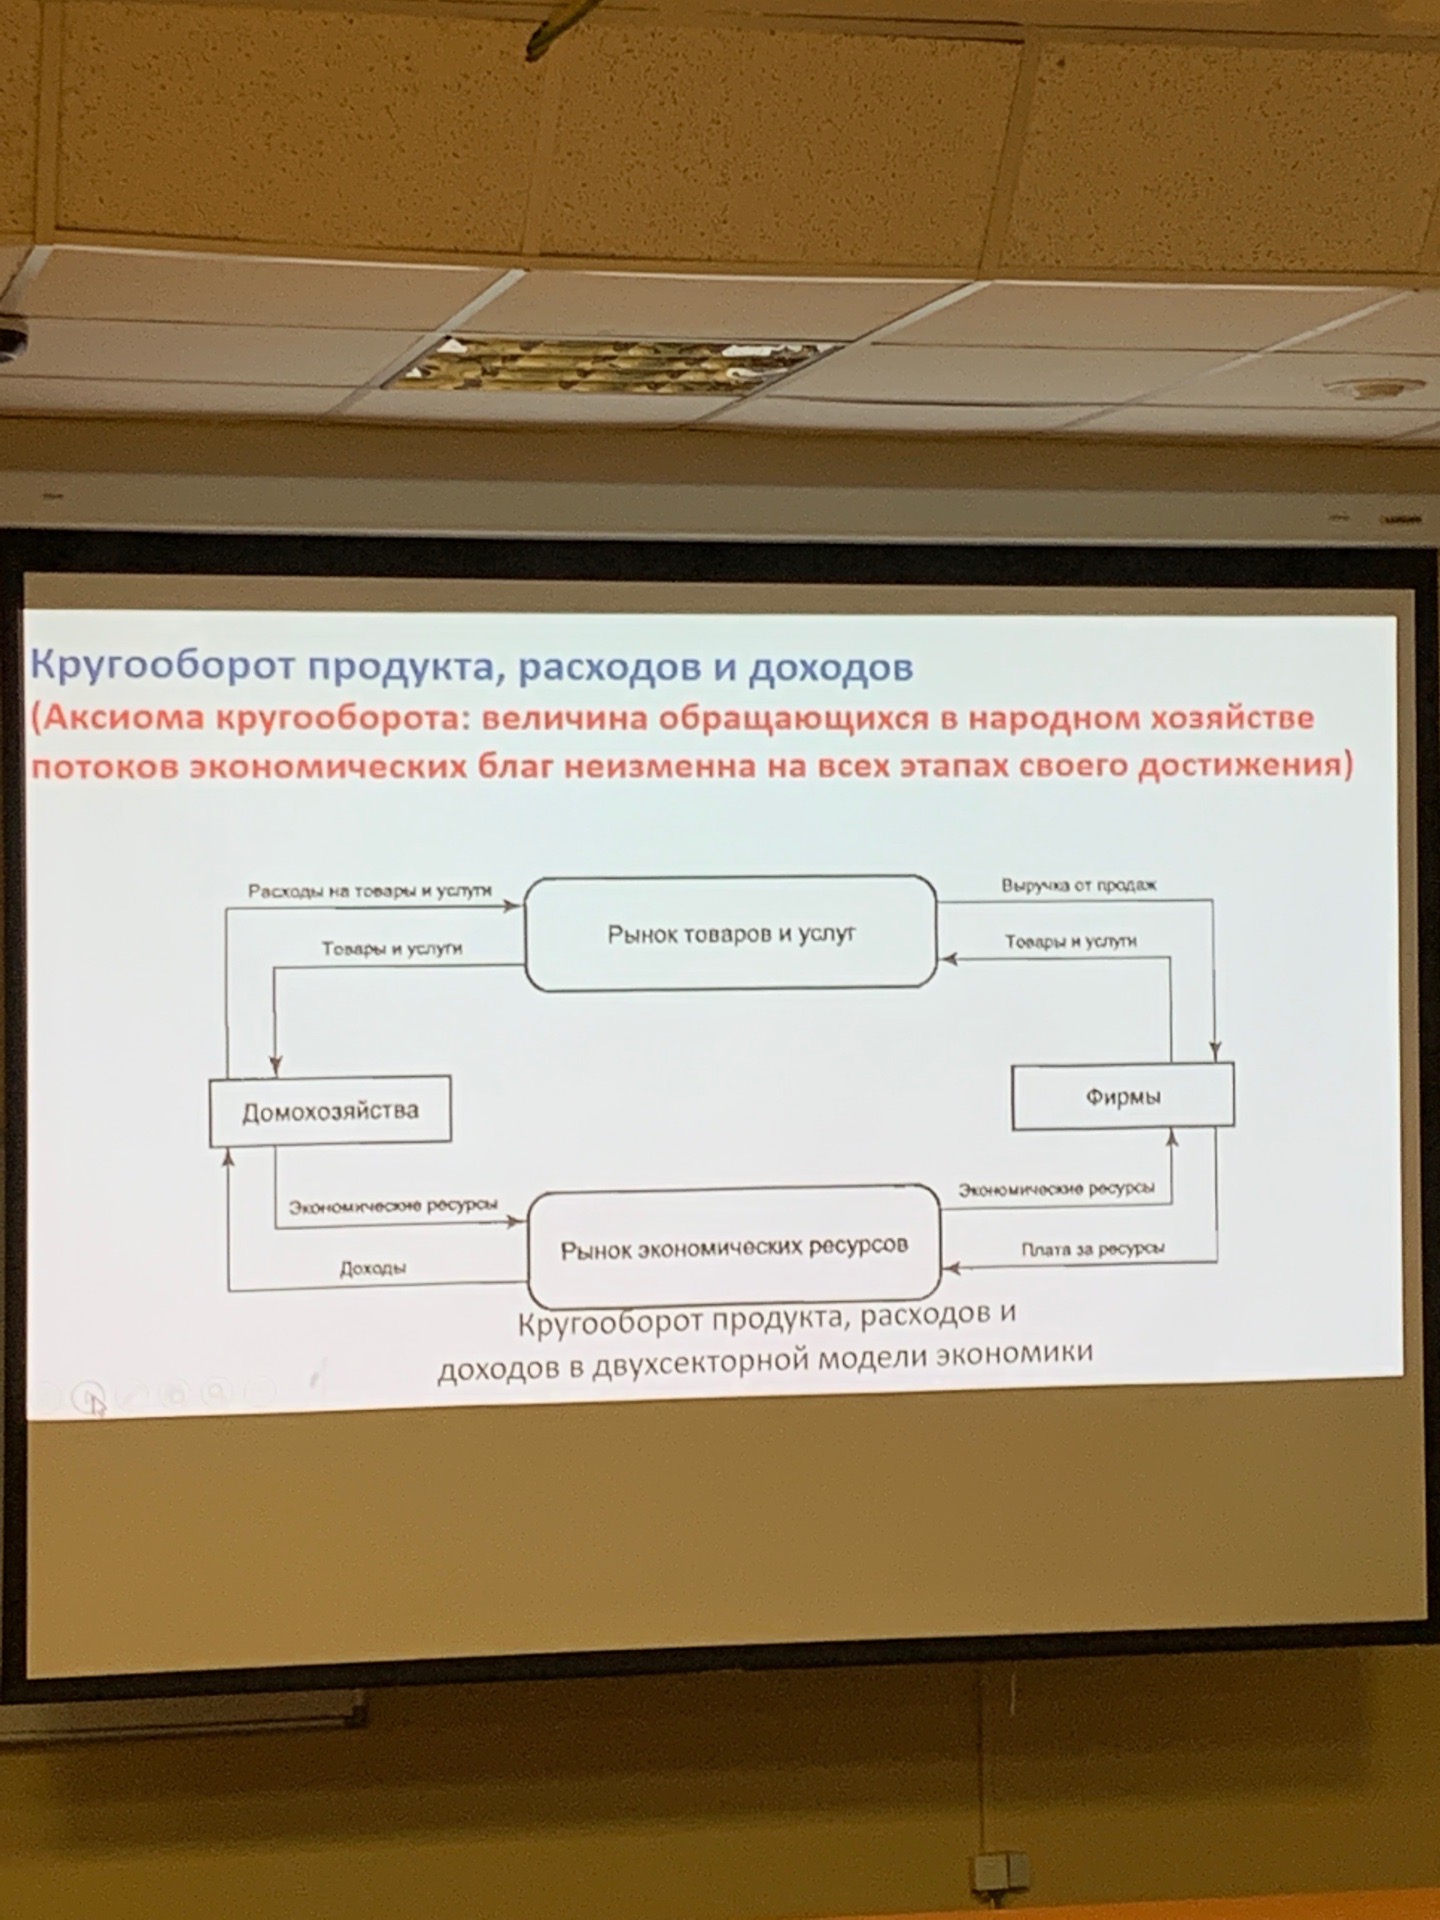 Кругооборот продукта, расходов и доходов
(Аксиома кругооборота: величина обращающихся в народном хозяйстве
потоков экономических благ неизменна на всех этапах своего достижения)
Расходы на товары и услуги
Рынок товаров и услуг
Выручка от продаж
Товары и услуги
Товары и услуги
Домохозяйства
Фирмы
Экономические ресурсы
Рынок экономических ресурсов
Экономические ресурсы
Доходы
Плата за ресурсы
Кругооборот продукта, расходов и
доходов в двухсекторной модели экономики